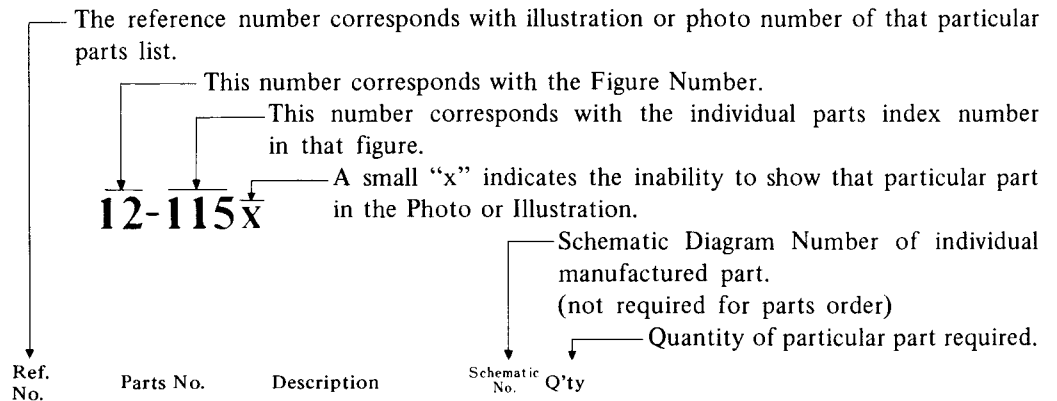 The reference number corresponds with illustration or photo number of that particular
parts list.
This number corresponds with the Figure Number.
This number corresponds with the individual parts index number
in that figure.
A small “x” indicates the inability to show that particular part
in the Photo or Illustration.
12-115x
Schematic Diagram Number of individual
manufactured part.
(not required for parts order)
Quantity of particular part required.
Ref.
No.
Parts No.
Description
Schematic
No.
Q'ty